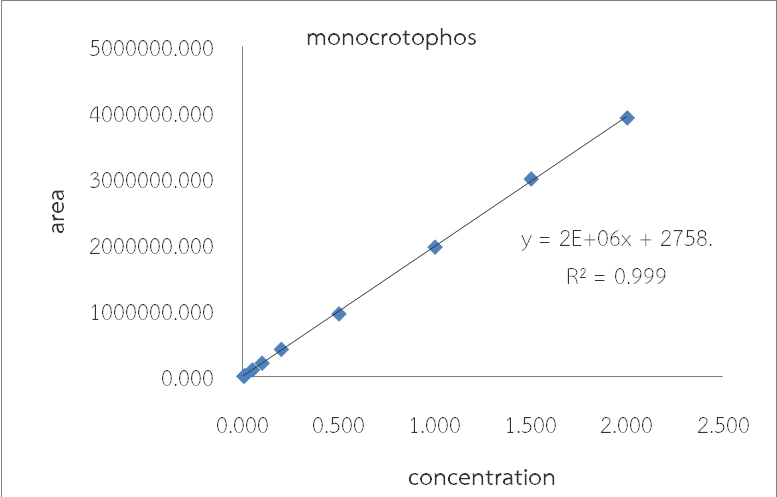 monocrotophos
5000000.000
4000000.000
3000000.000
2000000.000
1000000.000
0.000
area
y = 2E+06x + 2758.
R² = 0.999
0.000 0.500 1.000 1.500 2.000 2.500
concentration